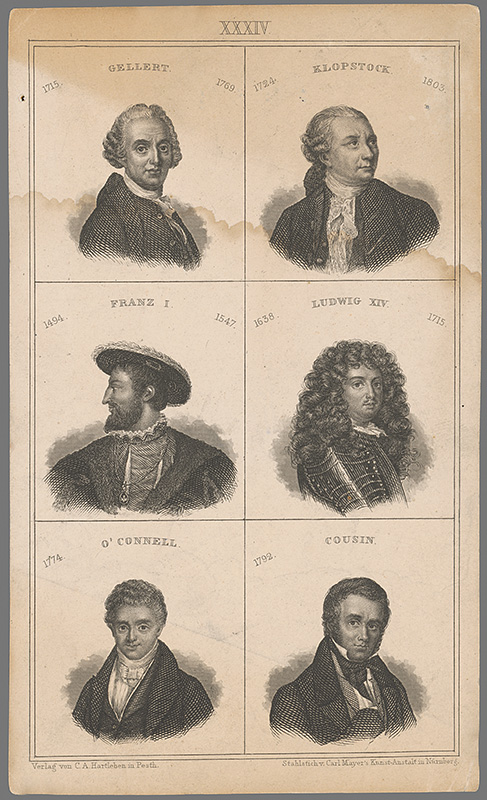 XXXIV
GELLERT.
1715.
1769.
KLOPSTOCK.
1724.
1803.
FRANZ I.
1494.
1547.
LUDWIG XIV.
1638.
1715.
O' CONNELL.
1774.
COUSIN.
1792.
Verlag von C. A. Hartleben in Pesth.
Stahlstich v. Carl Mayer's Kunst-Anstalt in Nürnberg.